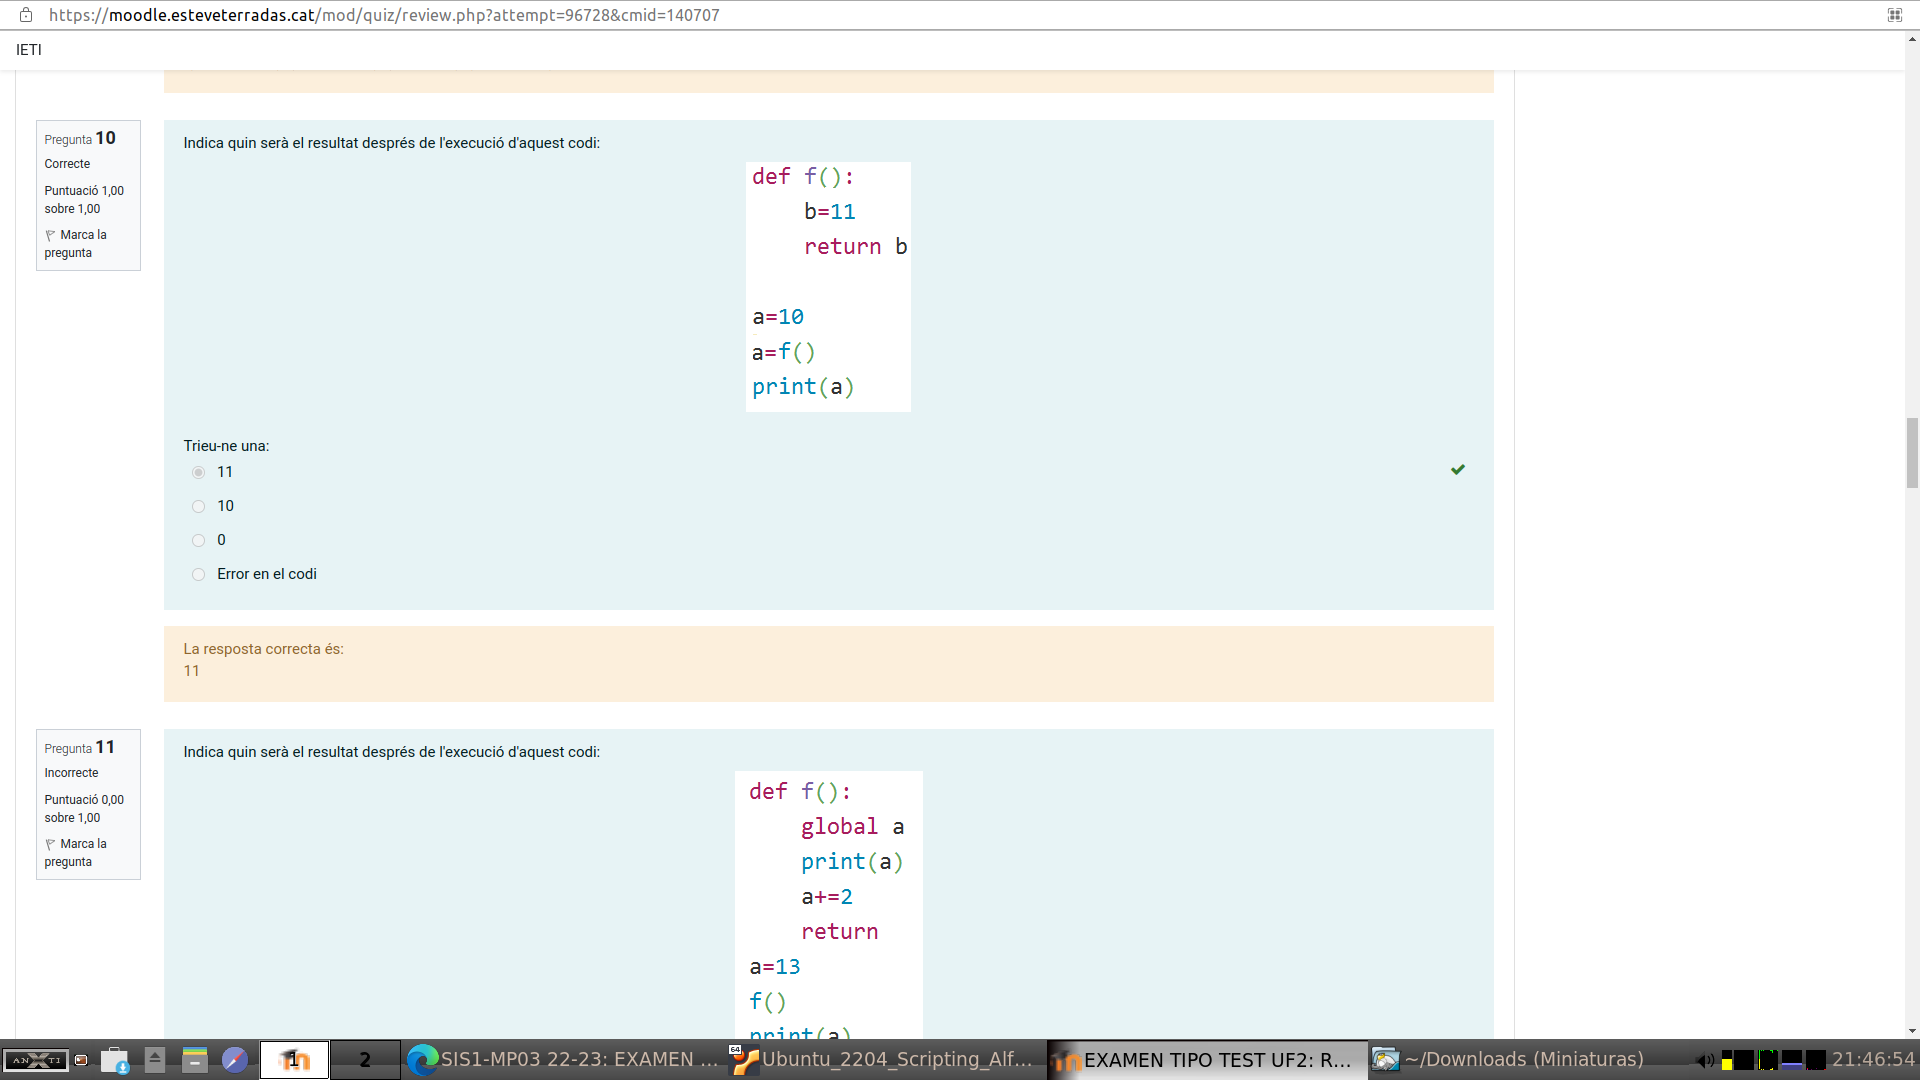 https://moodle.esteveterradas.cat/mod/quiz/review.php?attempt=96728&cmid=140707
IETI
Pregunta 10
Correcte
Puntuació 1,00
sobre 1,00
Marca la
pregunta
Indica quin serà el resultat després de l'execució d'aquest codi:
def f():
    b=11
    return b
a=10
a=f()
print(a)
Trieu-ne una:
11
10
0
Error en el codi
La resposta correcta és:
11
Pregunta 11
Incorrecte
Puntuació 0,00
sobre 1,00
Marca la
pregunta
Indica quin serà el resultat després de l'execució d'aquest codi:
def f():
    global a
    print(a)
    a+=2
    return
a=13
f()
print(a)
ANXTI
1
2
SIS1-MP03 22-23: EXAMEN ...
64
Ubuntu_2204_Scripting_Alf...
EXAMEN TIPO TEST UF2: R...
~/Downloads (Miniaturas)
21:46:54